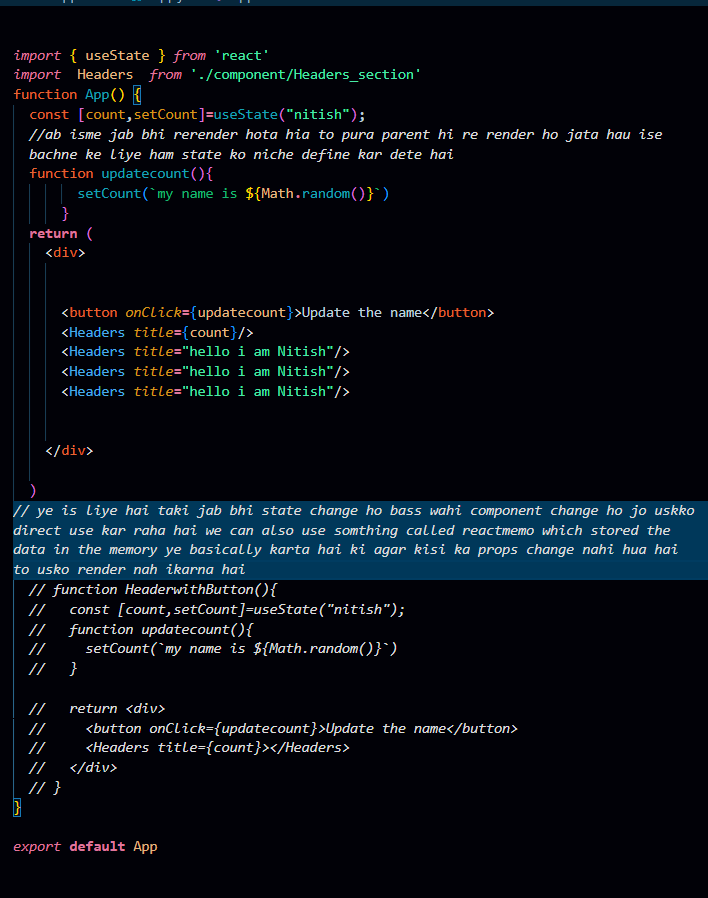 import { useState } from 'react'
import  Headers  from './component/Headers_section'
function App() {
  const [count,setCount]=useState("nitish");
  //ab isme jab bhi rerender hota hia to pura parent hi re render ho jata hau ise
  bachne ke liye ham state ko niche define kar dete hai
  function updatecount(){
        setCount(`my name is ${Math.random()}`)
      }
  return (
    <div>
      <button onClick={updatecount}>Update the name</button>
      <Headers title={count}/>
      <Headers title="hello i am Nitish"/>
      <Headers title="hello i am Nitish"/>
      <Headers title="hello i am Nitish"/>
    </div>
  )
// ye is liye hai taki jab bhi state change ho bass wahi component change ho jo uskko
direct use kar raha hai we can also use somthing called reactmemo which stored the
data in the memory ye basically karta hai ki agar kisi ka props change nahi hua hai
to usko render nah ikarna hai
  // function HeaderwithButton(){
  //   const [count,setCount]=useState("nitish");
  //   function updatecount(){
  //     setCount(`my name is ${Math.random()}`)
  //   }
  //   return <div>
  //     <button onClick={updatecount}>Update the name</button>
  //     <Headers title={count}></Headers>
  //   </div>
  // }
}
export default App